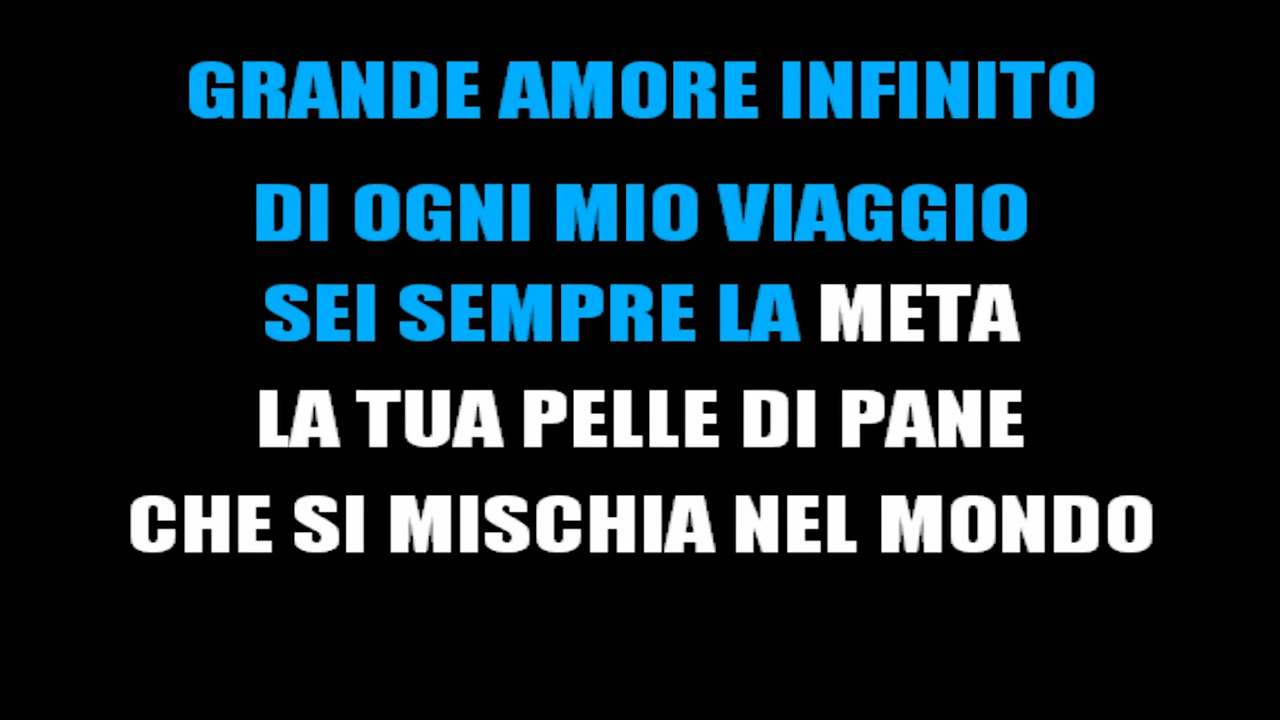 GRANDE AMORE INFINITO
DI OGNI MIO VIAGGIO
SEI SEMPRE LA META
LA TUA PELLE DI PANE
CHE SI MISCHIA NEL MONDO